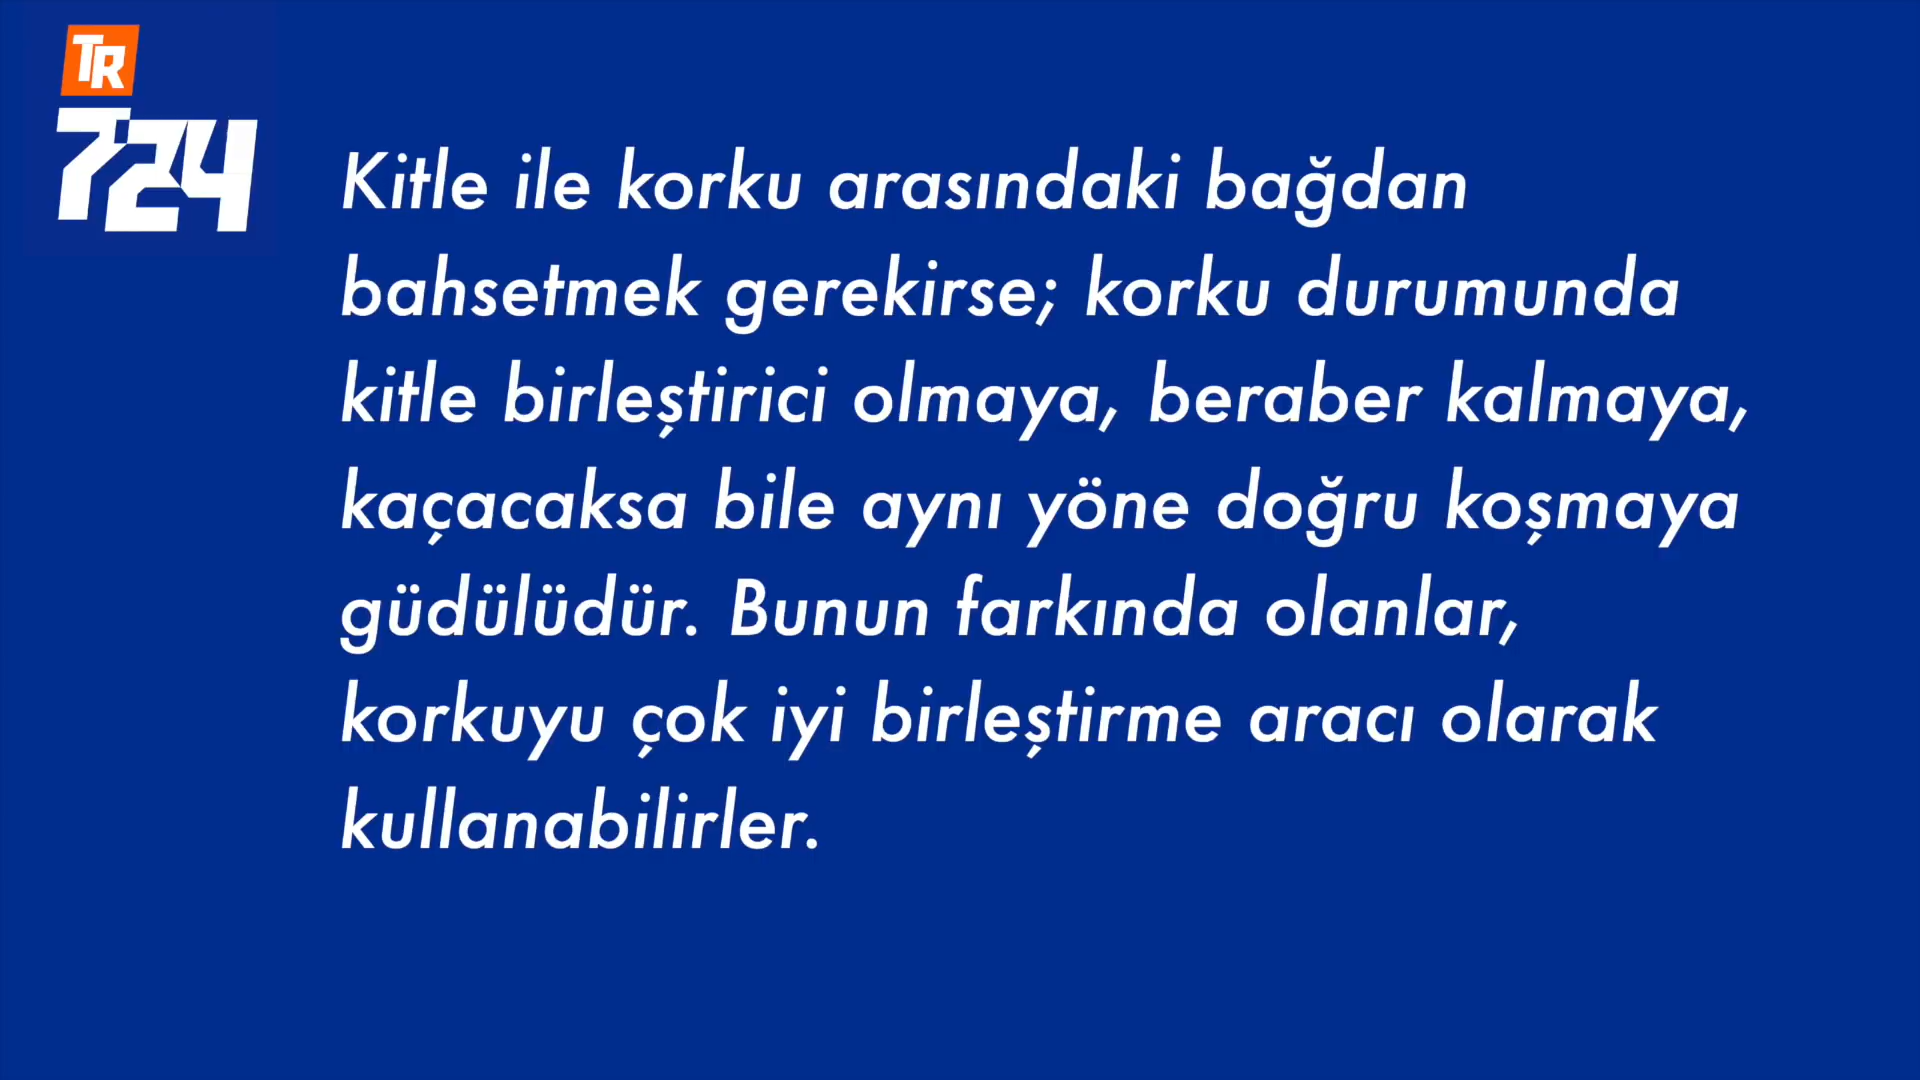 TR
724
Kitle ile korku arasındaki bağdan
bahsetmek gerekirse; korku durumunda
kitle birleştirici olmaya, beraber kalmaya,
kaçacaksa bile aynı yöne doğru koşmaya
güdülüdür. Bunun farkında olanlar,
korkuyu çok iyi birleştirme aracı olarak
kullanabilirler.